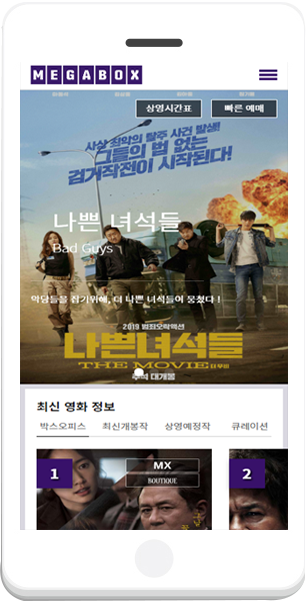 MEGABOX
상영시간표 빠른 예매
사상 최악의 탈주 사건 발생!
그들의 법 없는
검거작전이 시작된다!
나쁜 녀석들
Bad Guys
악당들을 잡기위해, 더 나쁜 녀석들이 뭉쳤다!
2019 범죄오락액션
나쁜녀석들
THE MOVIE 더 무비
추석 대개봉
최신 영화 정보
박스오피스 최신개봉작 상영예정작 큐레이션
1 MX 2
BOUTIQUE